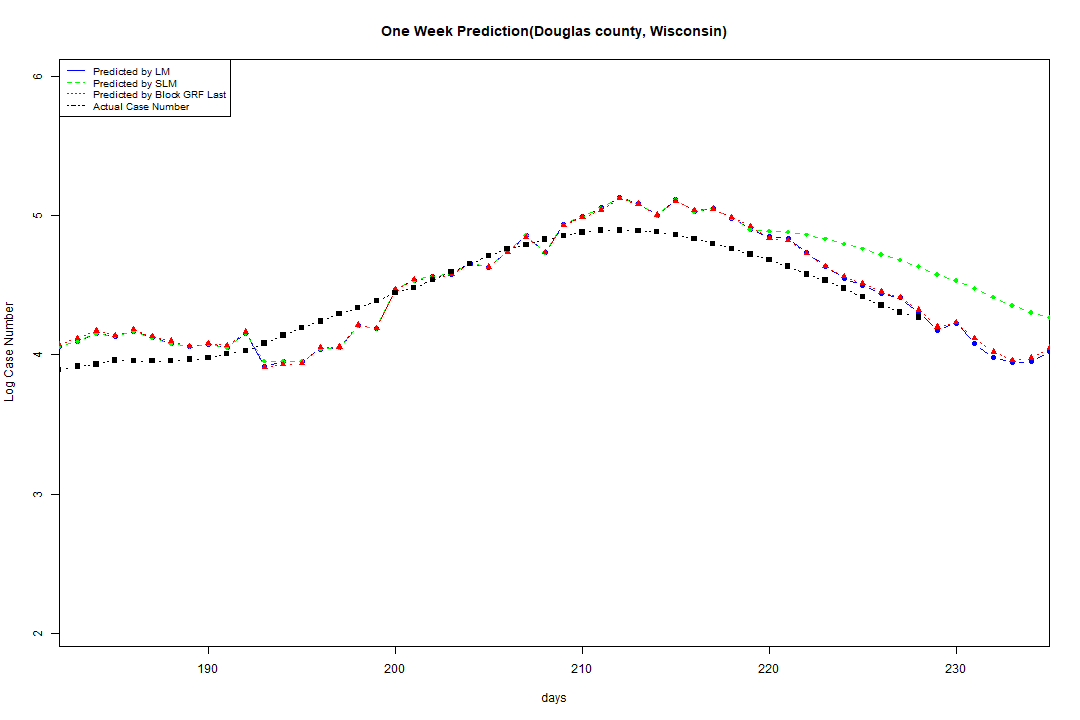 One Week Prediction(Douglas county, Wisconsin)
Predicted by LM
Predicted by SLM
Predicted by Block GRF Last
Actual Case Number
6
5
4
3
2
Log Case Number
190
200
210
220
230
days